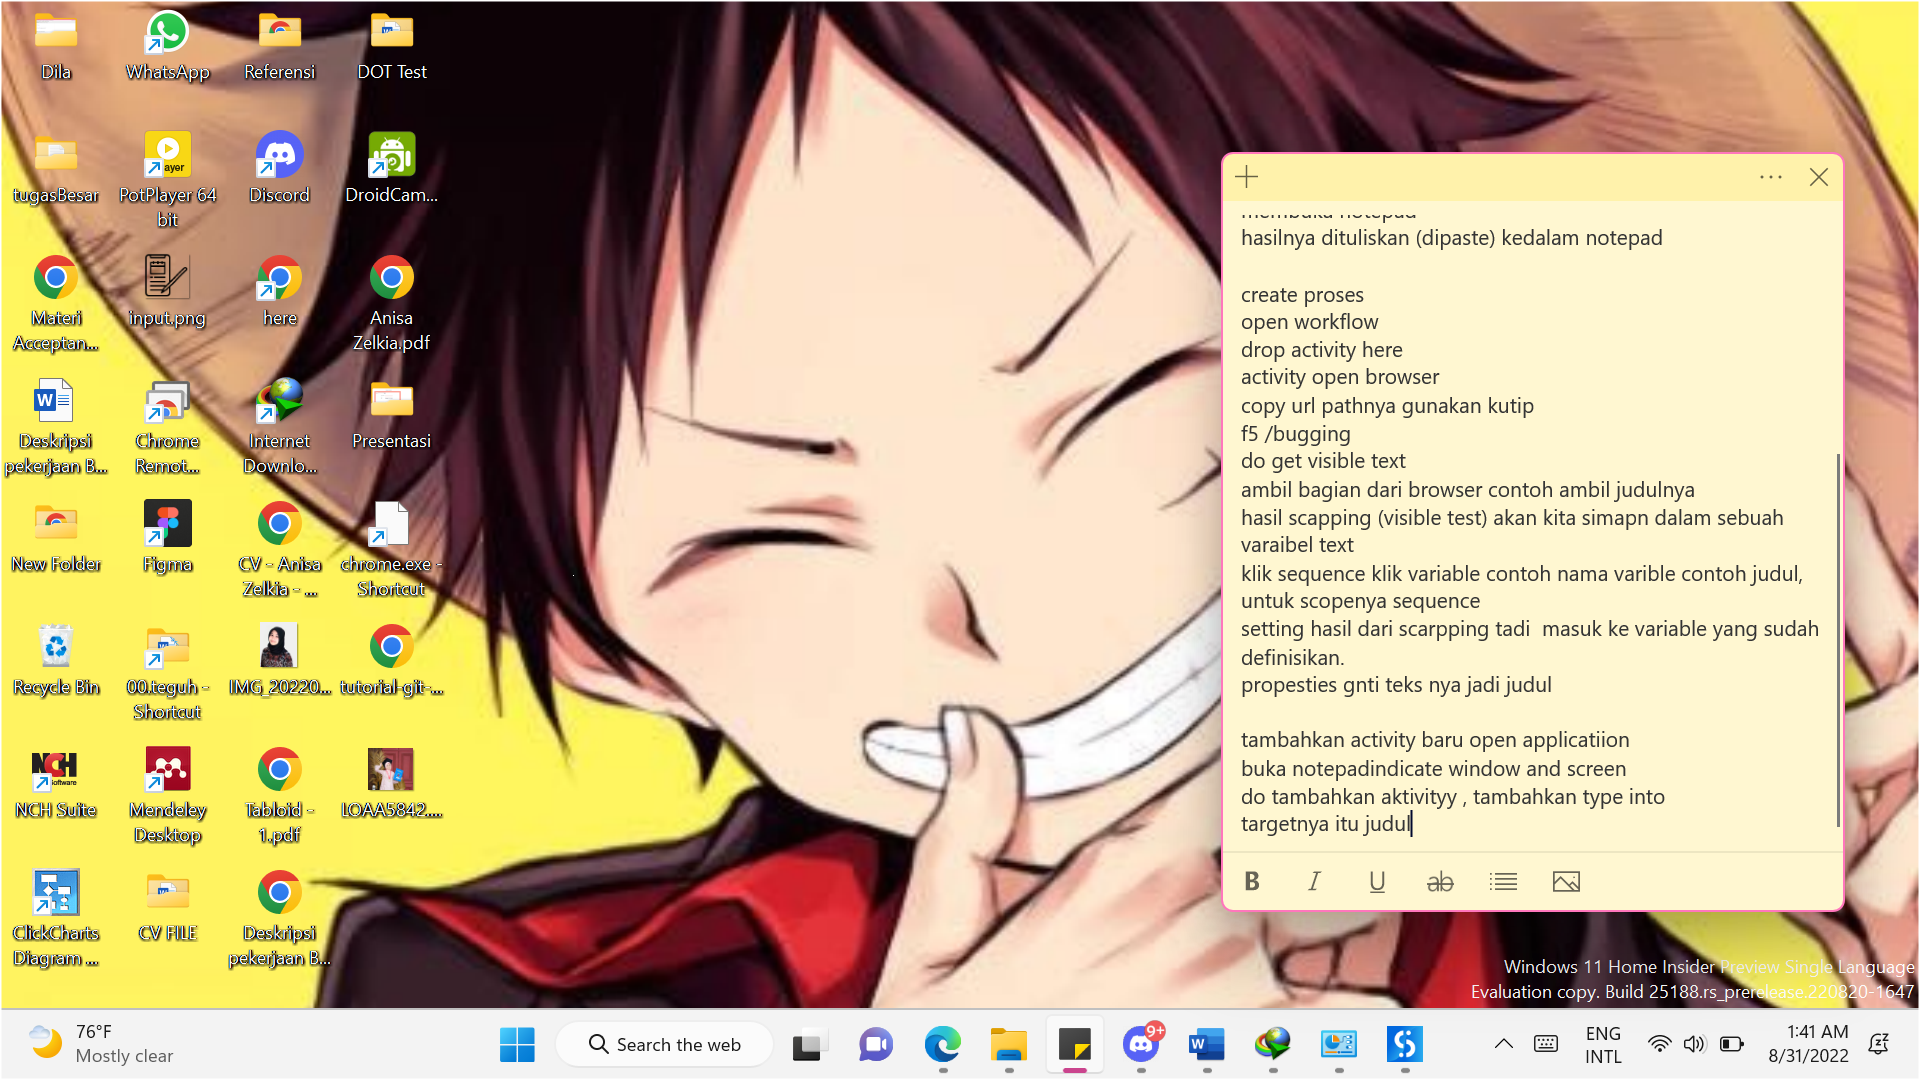 Dila
WhatsApp
Referensi
DOT Test
tugasBesar
PotPlayer 64
bit
Discord
DroidCam...
Materi
Acceptan...
input.png
here
Anisa
Zelkia.pdf
Deskripsi
pekerjaan B...
Chrome
Remot...
Internet
Downlo...
Presentasi
New Folder
Figma
CV - Anisa
Zelkia - ...
chrome.exe -
Shortcut
Recycle Bin
00.teguh -
Shortcut
IMG_20220...
tutorial-git-...
NCH Suite
Mendeley
Desktop
Tabloid -
1.pdf
LOAA5842....
ClickCharts
Diagram ....
CV FILE
Deskripsi
pekerjaan B...
membuka notepad
hasilnya dituliskan (dipaste) kedalam notepad
create proses
open workflow
drop activity here
activity open browser
copy url pathnya gunakan kutip
f5 /bugging
do get visible text
ambil bagian dari browser contoh ambil judulnya
hasil scapping (visible test) akan kita simapn dalam sebuah
varaibel text
klik sequence klik variable contoh nama varible contoh judul,
untuk scopenya sequence
setting hasil dari scarpping tadi  masuk ke variable yang sudah
definisikan.
propesties gnti teks nya jadi judul
tambahkan activity baru open applicatiion
buka notepadindicate window and screen
do tambahkan aktivityy , tambahkan type into
targetnya itu judul
B I U ab
Windows 11 Home Insider Preview Single Language
Evaluation copy. Build 25188.rs_prerelease.220820-1647
76°F
Mostly clear
Search the web
9+
ENG
INTL
1:41 AM
8/31/2022